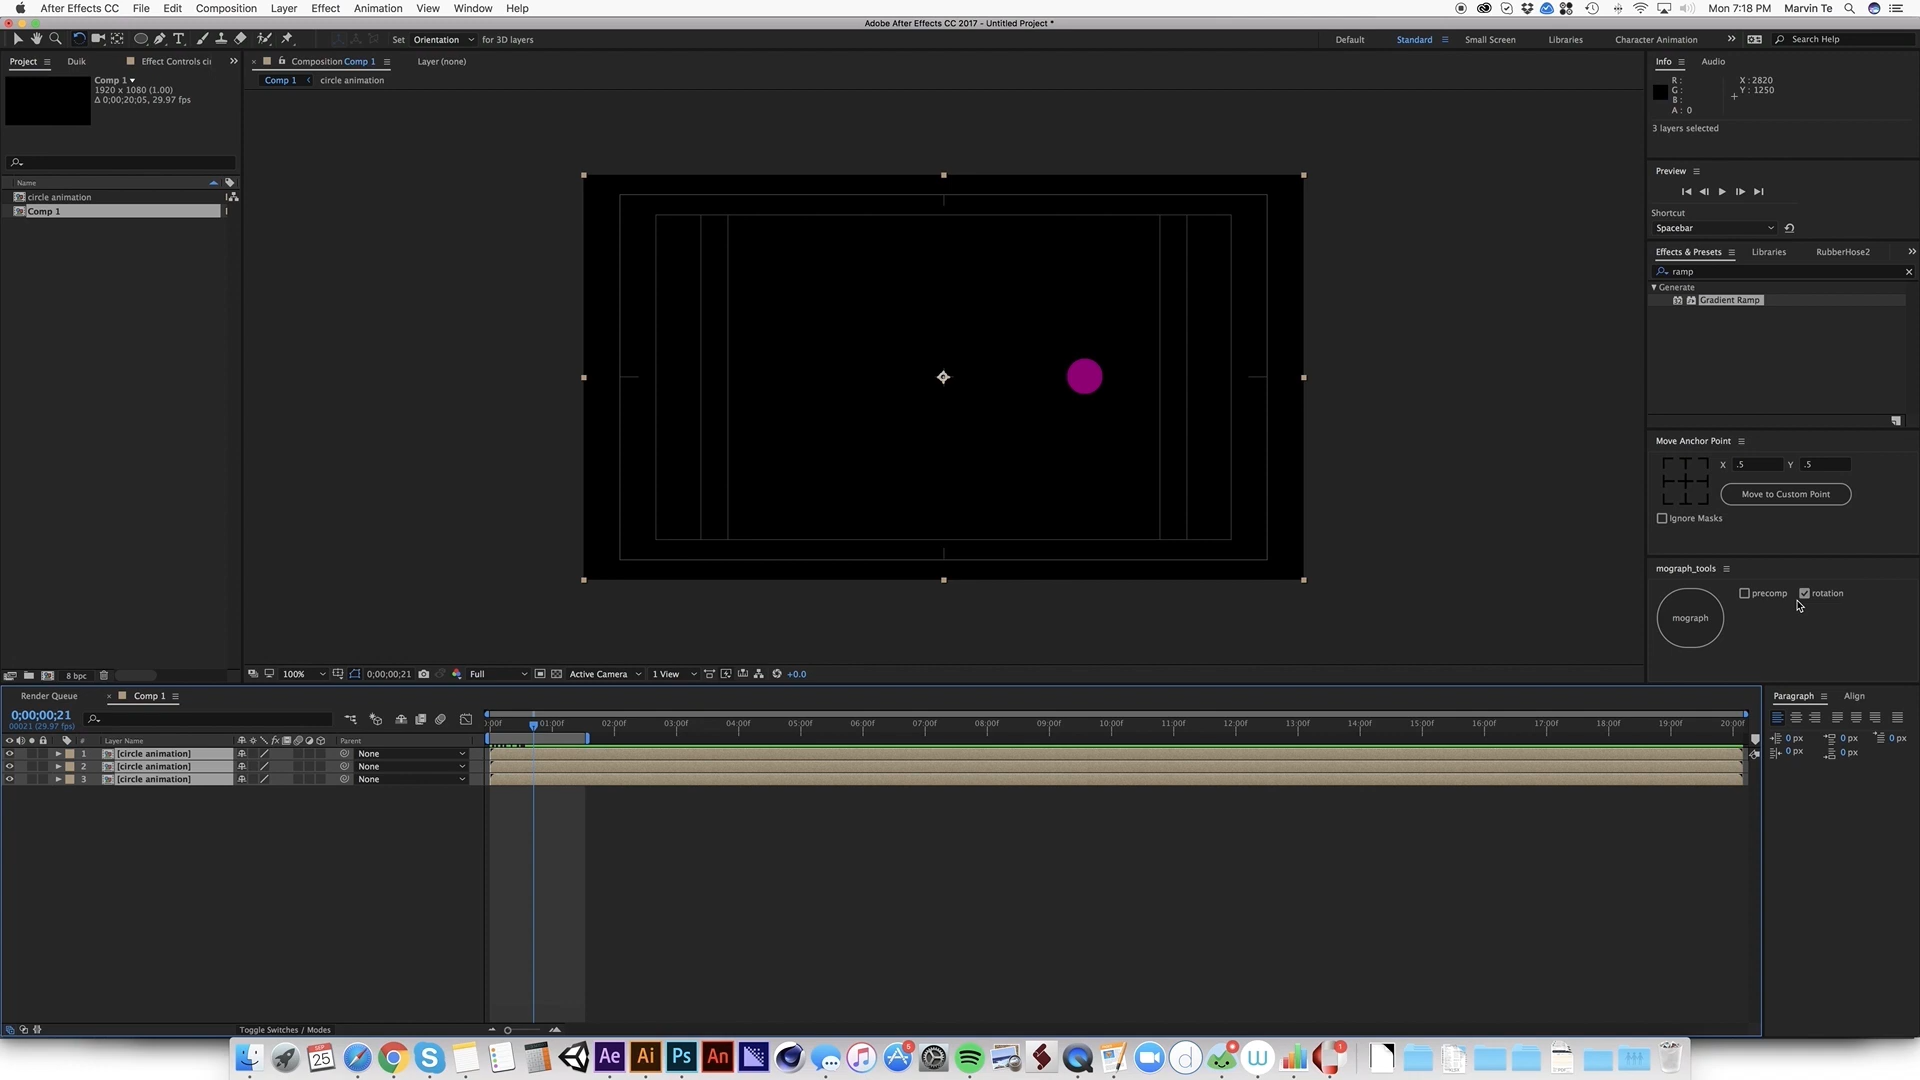 After Effects CC File Edit Composition Layer Effect Animation View Window Help
Mon 7:18 PM Marvin Te
Adobe After Effects CC 2017 - Untitled Project *
Set Orientation for 3D layers
Default Standard Small Screen Libraries Character Animation Search Help
Project Duik Effect Controls cir
Composition Comp 1 Layer (none)
Info Audio
Comp 1
1920 x 1080 (1.00)
Δ 0;00;20;05, 29.97 fps
Comp 1 circle animation
R :
G :
B :
A : 0
X : 2820
Y : 1250
3 layers selected
Preview
Shortcut
Spacebar
Name
circle animation
Comp 1
Effects & Presets Libraries RubberHose2
ramp
Generate
Gradient Ramp
Move Anchor Point
X .5 Y .5
Move to Custom Point
Ignore Masks
mograph_tools
precomp rotation
mograph
8 bpc
100% 0;00;00;21 Full Active Camera 1 View +0.0
Render Queue Comp 1
Paragraph Align
0;00;00;21
00021 (29.97 fps)
:00f 01:00f 02:00f 03:00f 04:00f 05:00f 06:00f 07:00f 08:00f 09:00f 10:00f 11:00f 12:00f 13:00f 14:00f 15:00f 16:00f 17:00f 18:00f 19:00f 20:00f
# Layer Name fx Parent
1 [circle animation] None
2 [circle animation] None
3 [circle animation] None
0 px 0 px 0 px
0 px 0 px
Toggle Switches / Modes
SEP
25
Ae Ai Ps An
5
1